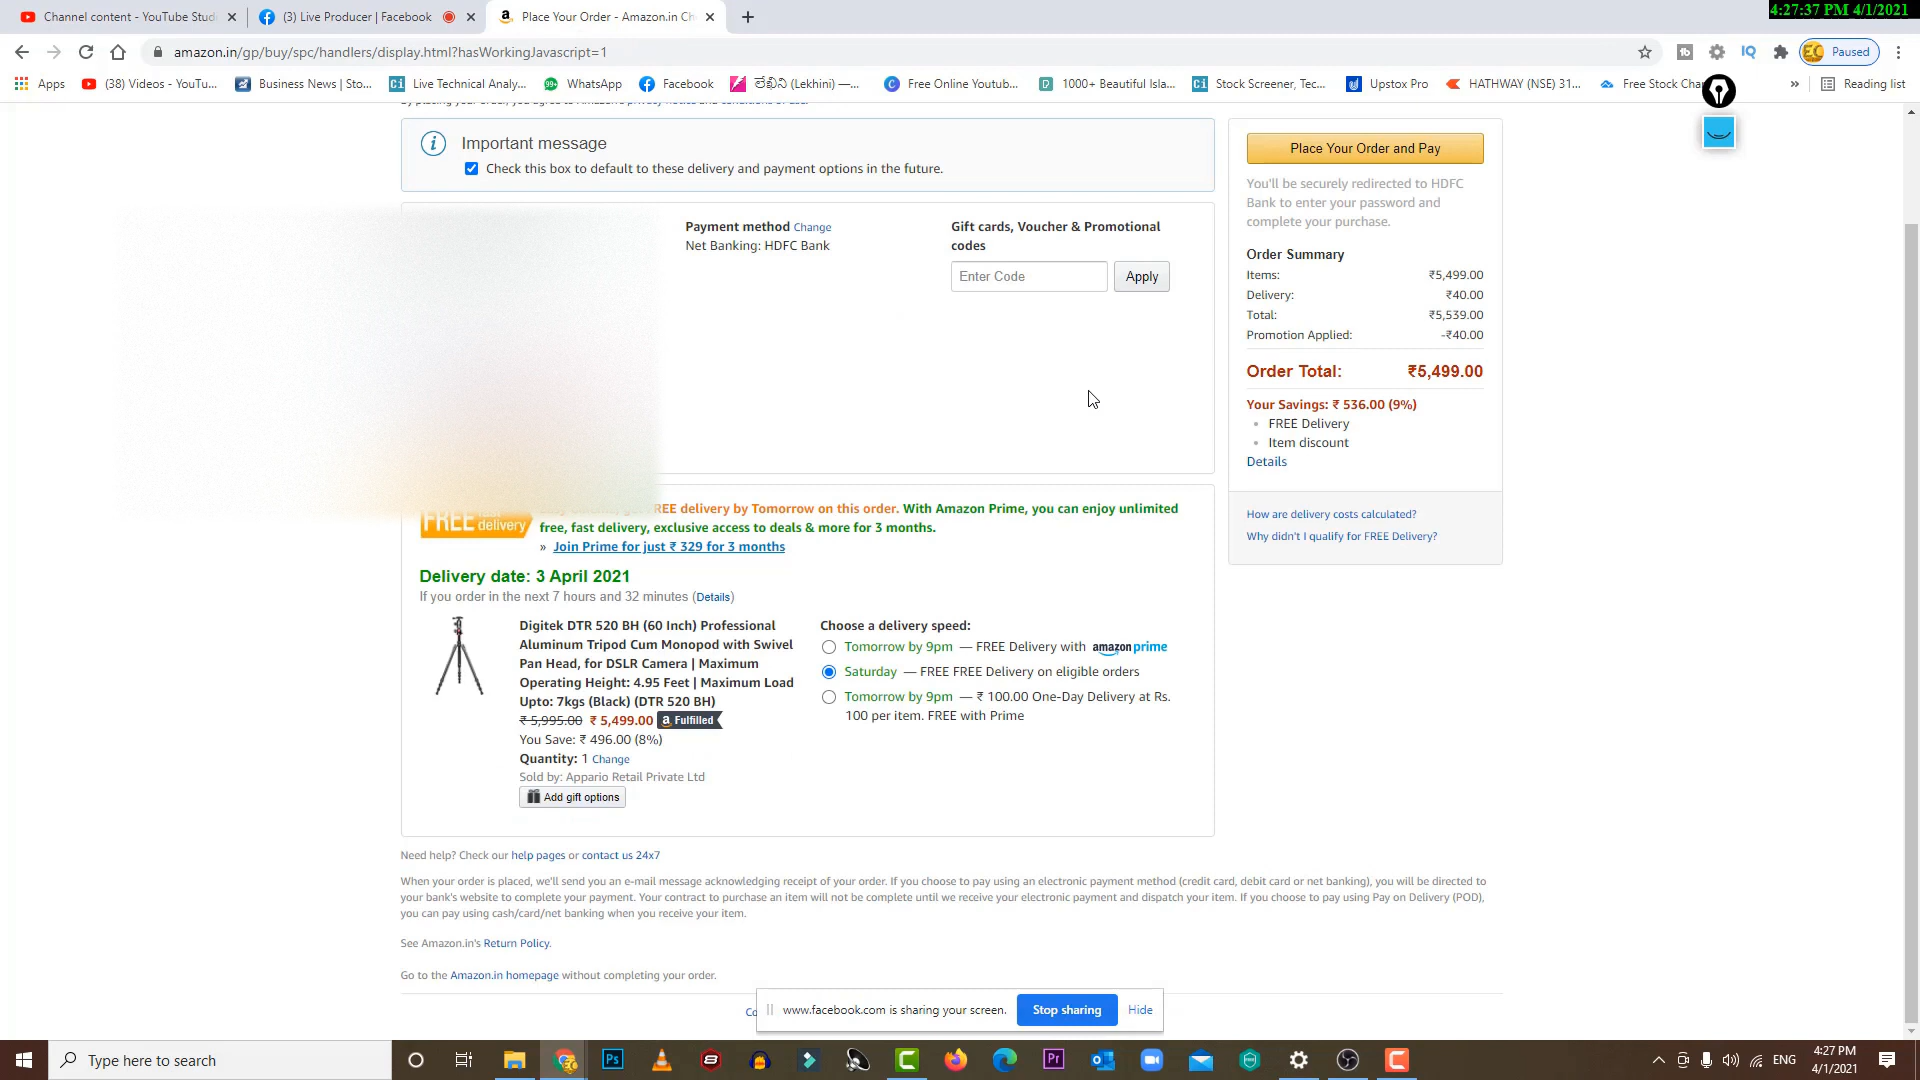 Channel content - YouTube Stud
(3) Live Producer | Facebook
Place Your Order - Amazon.in Ch
4:27:37 PM 4/1/2021
amazon.in/gp/buy/spc/handlers/display.html?hasWorkingJavascript=1
Paused
Apps
(38) Videos - YouTu...
Business News | Sto...
Live Technical Analy...
WhatsApp
Facebook
లేఖిని (Lekhini) —...
Free Online Youtub...
1000+ Beautiful Isla...
Stock Screener, Tec...
Upstox Pro
HATHWAY (NSE) 31...
Free Stock Cha
»
Reading list
Important message
Check this box to default to these delivery and payment options in the future.
Payment method Change
Net Banking: HDFC Bank
Gift cards, Voucher & Promotional
codes
Enter Code
Apply
Place Your Order and Pay
You'll be securely redirected to HDFC
Bank to enter your password and
complete your purchase.
Order Summary
Items: ₹5,499.00
Delivery: ₹40.00
Total: ₹5,539.00
Promotion Applied: -₹40.00
Order Total: ₹5,499.00
Your Savings: ₹ 536.00 (9%)
FREE Delivery
Item discount
Details
How are delivery costs calculated?
Why didn't I qualify for FREE Delivery?
FREE delivery
FREE delivery by Tomorrow on this order. With Amazon Prime, you can enjoy unlimited
free, fast delivery, exclusive access to deals & more for 3 months.
» Join Prime for just ₹ 329 for 3 months
Delivery date: 3 April 2021
If you order in the next 7 hours and 32 minutes (Details)
Digitek DTR 520 BH (60 Inch) Professional
Aluminum Tripod Cum Monopod with Swivel
Pan Head, for DSLR Camera | Maximum
Operating Height: 4.95 Feet | Maximum Load
Upto: 7kgs (Black) (DTR 520 BH)
₹ 5,995.00 ₹ 5,499.00 a Fulfilled
You Save: ₹ 496.00 (8%)
Quantity: 1 Change
Sold by: Appario Retail Private Ltd
Add gift options
Choose a delivery speed:
Tomorrow by 9pm — FREE Delivery with amazon prime
Saturday — FREE FREE Delivery on eligible orders
Tomorrow by 9pm — ₹ 100.00 One-Day Delivery at Rs.
100 per item. FREE with Prime
Need help? Check our help pages or contact us 24x7
When your order is placed, we'll send you an e-mail message acknowledging receipt of your order. If you choose to pay using an electronic payment method (credit card, debit card or net banking), you will be directed to
your bank's website to complete your payment. Your contract to purchase an item will not be complete until we receive your electronic payment and dispatch your item. If you choose to pay using Pay on Delivery (POD),
you can pay using cash/card/net banking when you receive your item.
See Amazon.in's Return Policy.
Go to the Amazon.in homepage without completing your order.
Co
www.facebook.com is sharing your screen.
Stop sharing
Hide
Type here to search
ENG
4:27 PM
4/1/2021